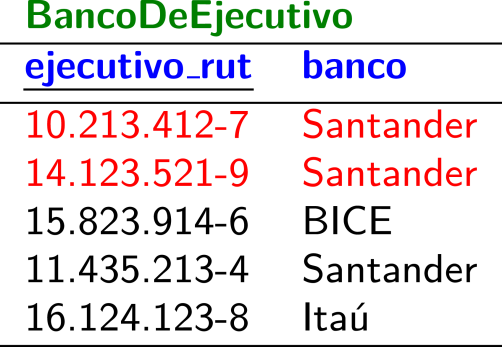 BancoDeEjecutivo
ejecutivo_rut banco
10.213.412-7 Santander
14.123.521-9 Santander
15.823.914-6 BICE
11.435.213-4 Santander
16.124.123-8 Itaú